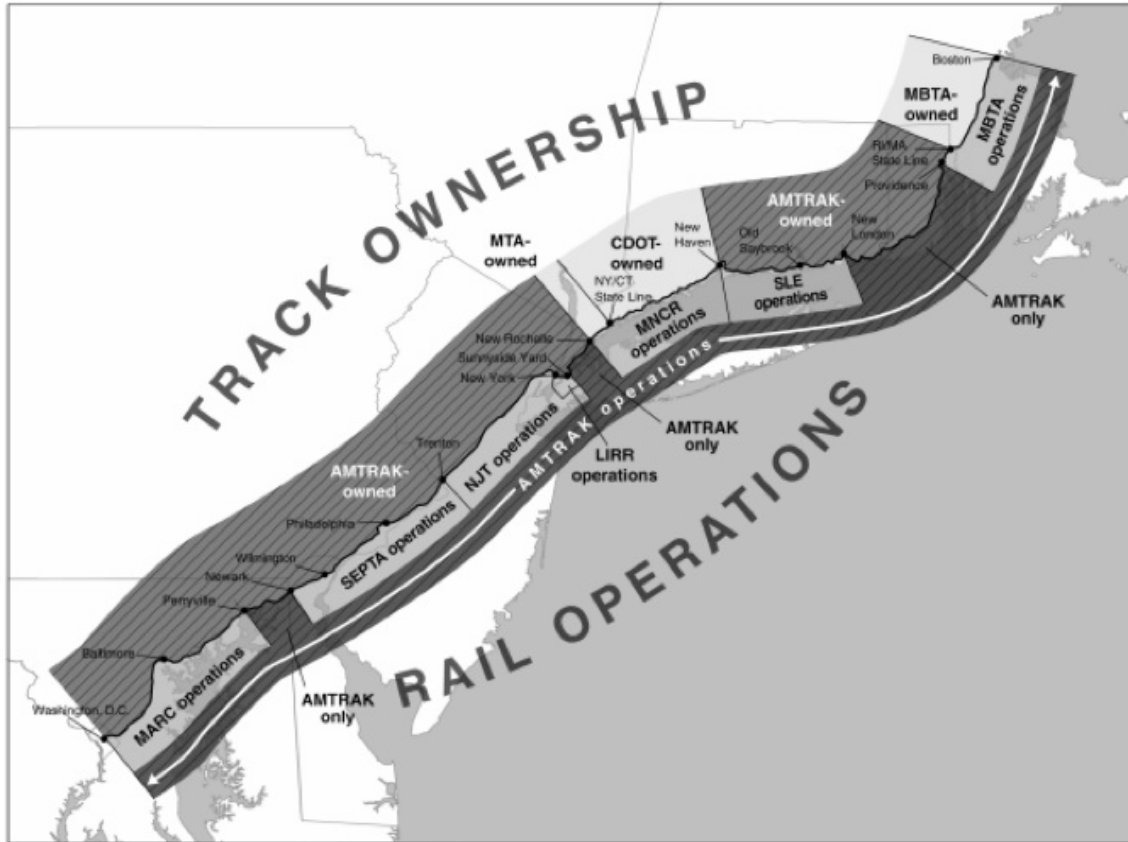 TRACK OWNERSHIP
RAIL OPERATIONS
Boston
MBTA-
owned
MBTA
operations
RI/MA
State Line
Providence
AMTRAK-
owned
New
London
Old
Saybrook
New
Haven
CDOT-
owned
MTA-
owned
NY/CT
State Line
SLE
operations
AMTRAK
only
MNCR
operations
New Rochelle
Sunnyside Yard
New York
AMTRAK operations
AMTRAK
only
LIRR
operations
NJT operations
Trenton
AMTRAK-
owned
Philadelphia
SEPTA operations
Wilmington
Newark
Perryville
Baltimore
AMTRAK
only
MARC operations
Washington, D.C.